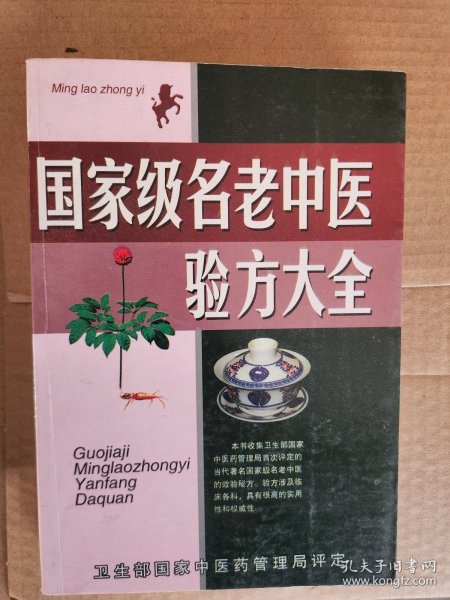 Ming lao zhong yi
国家级名老中医
验方大全
Guojiaji
Minglaozhongyi
Yanfang
Daquan
本书收集卫生部国家
中医药管理局首次评定的
当代著名国家级名老中医
的效验秘方。验方涉及临
床各科，具有很高的实用
性和权威性。
卫生部国家中医药管理局评定
孔夫子旧书网
www.kongfz.com